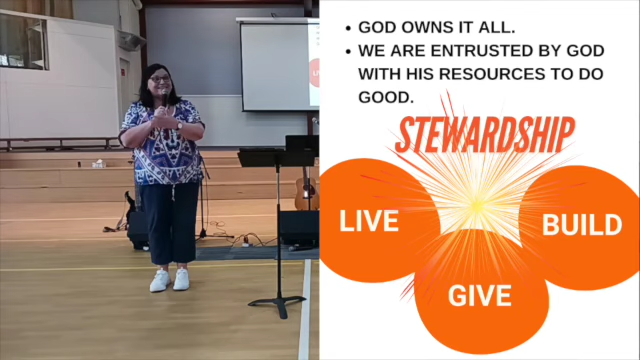 • GOD OWNS IT ALL.
• WE ARE ENTRUSTED BY GOD
WITH HIS RESOURCES TO DO
GOOD.
STEWARDSHIP
LIVE
BUILD
GIVE